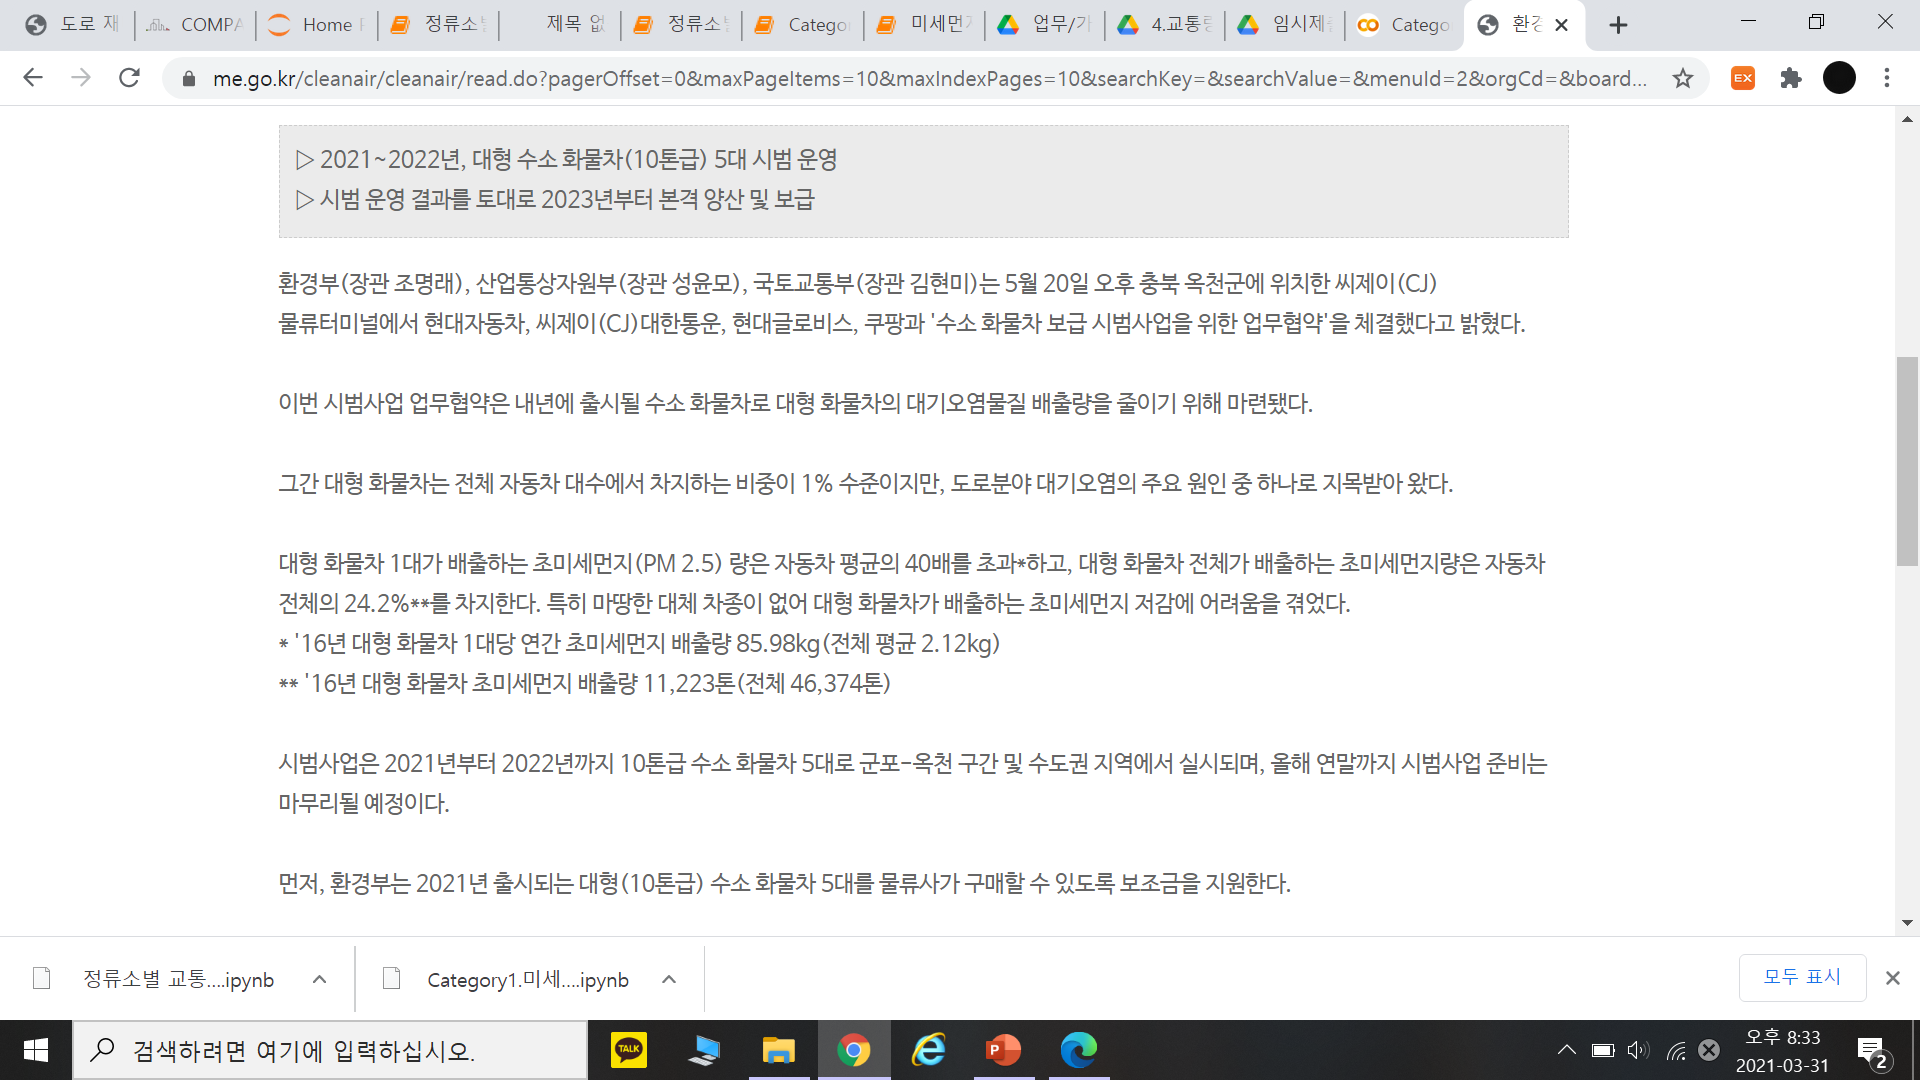 도로 재
COMPA
Home P
정류소별
제목 없
정류소별
Categor
미세먼지
업무/기
4.교통량
임시제출
Catego
환경
me.go.kr/cleanair/cleanair/read.do?pagerOffset=0&maxPageItems=10&maxIndexPages=10&searchKey=&searchValue=&menuId=2&orgCd=&board...
EX
▷ 2021~2022년, 대형 수소 화물차(10톤급) 5대 시범 운영
▷ 시범 운영 결과를 토대로 2023년부터 본격 양산 및 보급
환경부(장관 조명래), 산업통상자원부(장관 성윤모), 국토교통부(장관 김현미)는 5월 20일 오후 충북 옥천군에 위치한 씨제이(CJ)
물류터미널에서 현대자동차, 씨제이(CJ)대한통운, 현대글로비스, 쿠팡과 '수소 화물차 보급 시범사업을 위한 업무협약'을 체결했다고 밝혔다.
이번 시범사업 업무협약은 내년에 출시될 수소 화물차로 대형 화물차의 대기오염물질 배출량을 줄이기 위해 마련됐다.
그간 대형 화물차는 전체 자동차 대수에서 차지하는 비중이 1% 수준이지만, 도로분야 대기오염의 주요 원인 중 하나로 지목받아 왔다.
대형 화물차 1대가 배출하는 초미세먼지(PM 2.5) 량은 자동차 평균의 40배를 초과*하고, 대형 화물차 전체가 배출하는 초미세먼지량은 자동차
전체의 24.2%**를 차지한다. 특히 마땅한 대체 차종이 없어 대형 화물차가 배출하는 초미세먼지 저감에 어려움을 겪었다.
* '16년 대형 화물차 1대당 연간 초미세먼지 배출량 85.98kg(전체 평균 2.12kg)
** '16년 대형 화물차 초미세먼지 배출량 11,223톤(전체 46,374톤)
시범사업은 2021년부터 2022년까지 10톤급 수소 화물차 5대로 군포-옥천 구간 및 수도권 지역에서 실시되며, 올해 연말까지 시범사업 준비는
마무리될 예정이다.
먼저, 환경부는 2021년 출시되는 대형(10톤급) 수소 화물차 5대를 물류사가 구매할 수 있도록 보조금을 지원한다.
정류소별 교통....ipynb
Category1.미세....ipynb
모두 표시
검색하려면 여기에 입력하십시오.
TALK
P
오후 8:33
2021-03-31
2